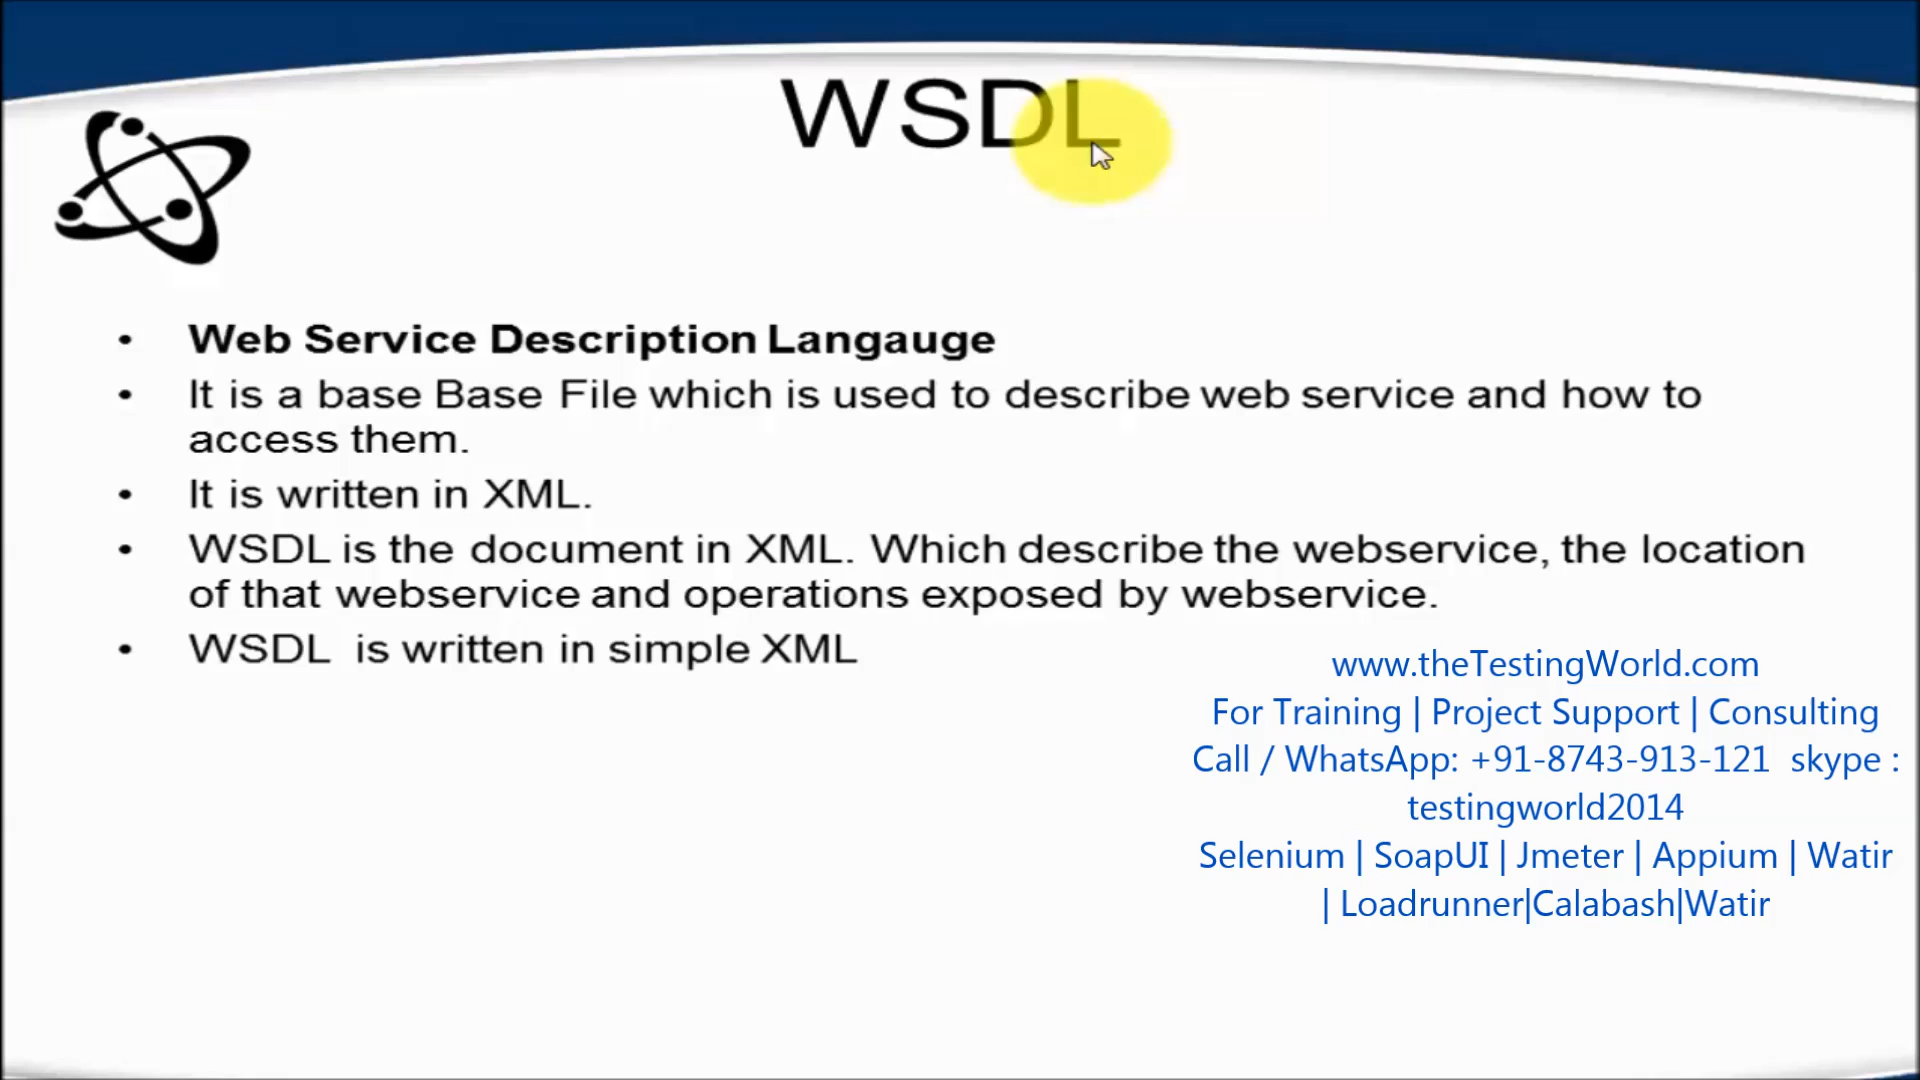 WSDL
• Web Service Description Langauge
• It is a base Base File which is used to describe web service and how to
access them.
• It is written in XML.
• WSDL is the document in XML. Which describe the webservice, the location
of that webservice and operations exposed by webservice.
• WSDL is written in simple XML
www.theTestingWorld.com
For Training | Project Support | Consulting
Call / WhatsApp: +91-8743-913-121 skype :
testingworld2014
Selenium | SoapUI | Jmeter | Appium | Watir
| Loadrunner|Calabash|Watir